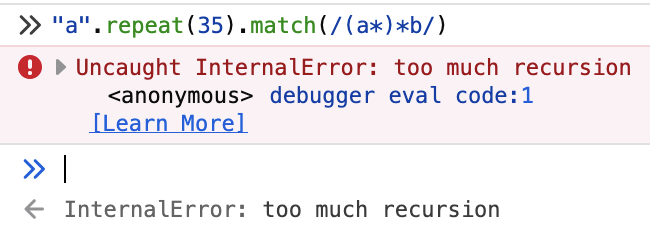 >> "a".repeat(35).match(/(a*)*b/)
Uncaught InternalError: too much recursion
<anonymous> debugger eval code:1
[Learn More]
>>
← InternalError: too much recursion